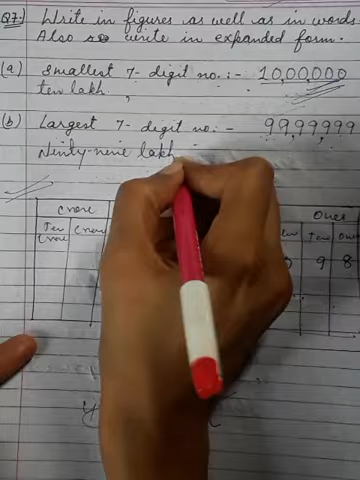 Q7:) Write in figures as well as in words.
Also write in expanded form.
(a) Smallest 7-digit no.:- 10,00,000
ten lakh
(b) Largest 7-digit no:- 99,99,999
Ninty-nine lakh
Crore Ones
Ten Crore Crore Ten One
9 8